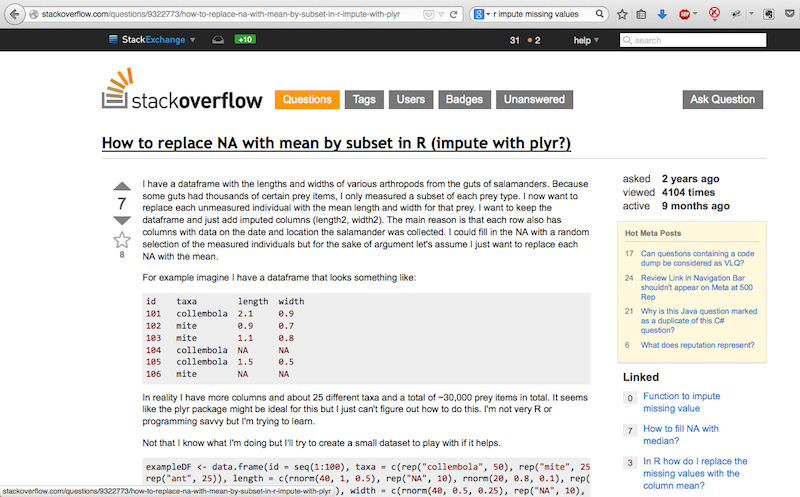 stackoverflow.com/questions/9322773/how-to-replace-na-with-mean-by-subset-in-r-impute-with-plyr
r impute missing values
StackExchange
+10
31 2
help
search
stackoverflow
Questions
Tags
Users
Badges
Unanswered
Ask Question
How to replace NA with mean by subset in R (impute with plyr?)
7
8
I have a dataframe with the lengths and widths of various arthropods from the guts of salamanders. Because
some guts had thousands of certain prey items, I only measured a subset of each prey type. I now want to
replace each unmeasured individual with the mean length and width for that prey. I want to keep the
dataframe and just add imputed columns (length2, width2). The main reason is that each row also has
columns with data on the date and location the salamander was collected. I could fill in the NA with a random
selection of the measured individuals but for the sake of argument let's assume I just want to replace each
NA with the mean.
For example imagine I have a dataframe that looks something like:
id taxa length width
101 collembola 2.1 0.9
102 mite 0.9 0.7
103 mite 1.1 0.8
104 collembola NA NA
105 collembola 1.5 0.5
106 mite NA NA
In reality I have more columns and about 25 different taxa and a total of ~30,000 prey items in total. It seems
like the plyr package might be ideal for this but I just can't figure out how to do this. I'm not very R or
programming savvy but I'm trying to learn.
Not that I know what I'm doing but I'll try to create a small dataset to play with if it helps.
exampleDF <- data.frame(id = seq(1:100), taxa = c(rep("collembola", 50), rep("mite", 25
rep("ant", 25)), length = c(rnorm(40, 1, 0.5), rep("NA", 10), rnorm(20, 0.8, 0.1), rep(
), width = c(rnorm(40, 0.5, 0.25), rep("NA", 10),
asked 2 years ago
viewed 4104 times
active 9 months ago
Hot Meta Posts
17 Can questions containing a code
dump be considered as VLQ?
24 Review Link in Navigation Bar
shouldn't appear on Meta at 500
Rep
21 Why is this Java question marked
as a duplicate of this C#
question?
6 What does reputation represent?
Linked
0 Function to impute
missing value
7 How to fill NA with
median?
3 In R how do I replace the
missing values with the
column mean?
stackoverflow.com/questions/9322773/how-to-replace-na-with-mean-by-subset-in-r-impute-with-plyr